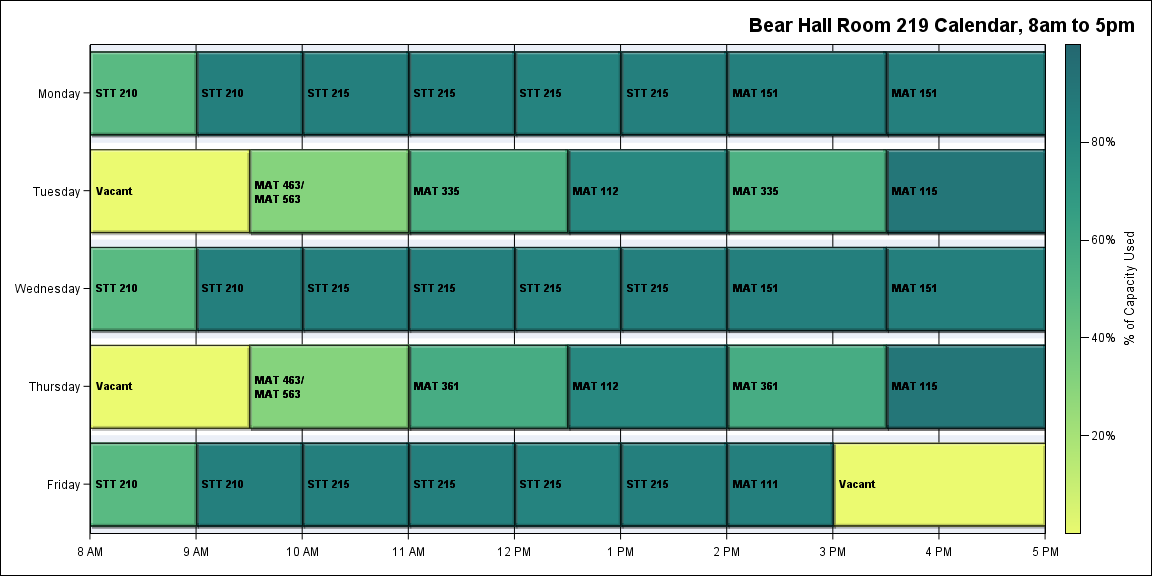 Bear Hall Room 219 Calendar, 8am to 5pm
Monday
STT 210
STT 210
STT 215
STT 215
STT 215
STT 215
MAT 151
MAT 151
Tuesday
Vacant
MAT 463/
MAT 563
MAT 335
MAT 112
MAT 335
MAT 115
Wednesday
STT 210
STT 210
STT 215
STT 215
STT 215
STT 215
MAT 151
MAT 151
Thursday
Vacant
MAT 463/
MAT 563
MAT 361
MAT 112
MAT 361
MAT 115
Friday
STT 210
STT 210
STT 215
STT 215
STT 215
STT 215
MAT 111
Vacant
8 AM
9 AM
10 AM
11 AM
12 PM
1 PM
2 PM
3 PM
4 PM
5 PM
80%
60%
40%
20%
% of Capacity Used